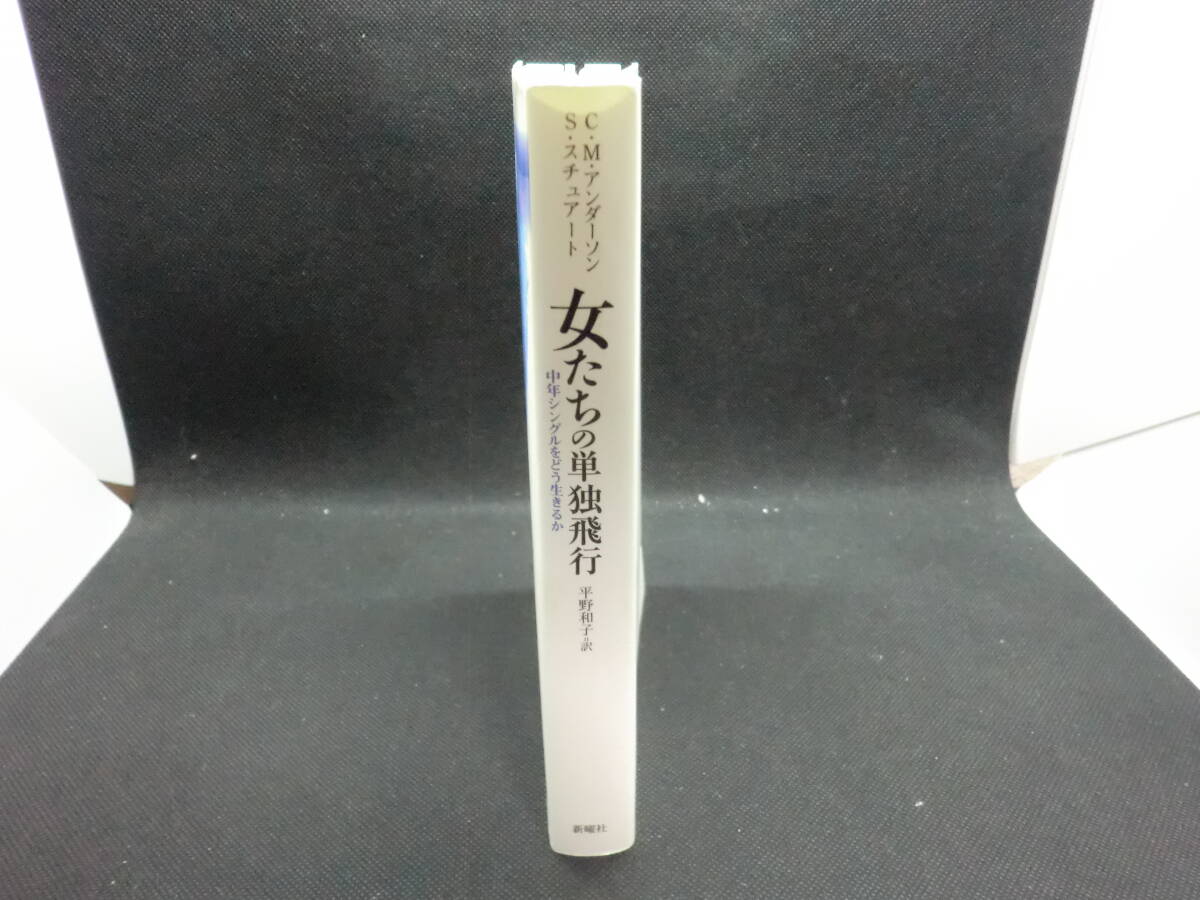 C・M・アンダーソン
S・スチュアート
女たちの単独飛行
中年シングルをどう生きるか
平野和子=訳
新曜社